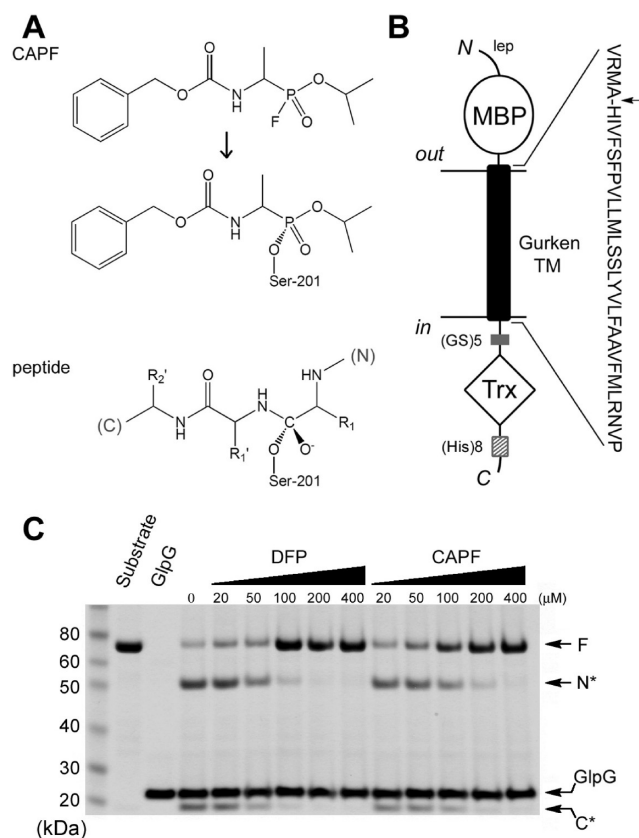 A
CAPF
O
O
N
H
P
F
O
O
O
O
N
H
P
O
O
O
Ser-201
peptide
R2'
(C)
N
H
O
R1'
H
N
C
O
O-
Ser-201
HN
(N)
R1
B
N
lep
MBP
out
Gurken
TM
in
(GS)5
Trx
(His)8
C
VRMA-HIVFSFPVLLMLSSLYVLFAAVFMLRNVP
C
Substrate
GlpG
DFP
CAPF
0 20 50 100 200 400 20 50 100 200 400 (μM)
80
60
50
40
30
20
(kDa)
F
N*
GlpG
C*